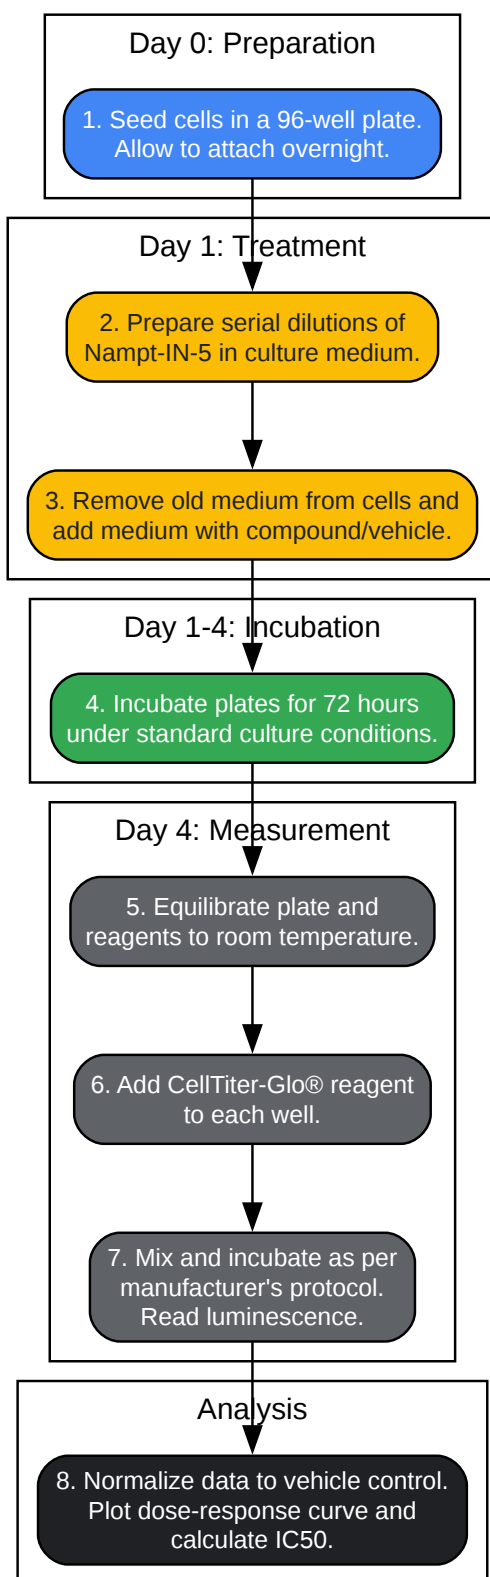 Day 0: Preparation
1. Seed cells in a 96-well plate.
Allow to attach overnight.
Day 1: Treatment
2. Prepare serial dilutions of
Nampt-IN-5 in culture medium.
3. Remove old medium from cells and
add medium with compound/vehicle.
Day 1-4: Incubation
4. Incubate plates for 72 hours
under standard culture conditions.
Day 4: Measurement
5. Equilibrate plate and
reagents to room temperature.
6. Add CellTiter-Glo® reagent
to each well.
7. Mix and incubate as per
manufacturer's protocol.
Read luminescence.
Analysis
8. Normalize data to vehicle control.
Plot dose-response curve and
calculate IC50.